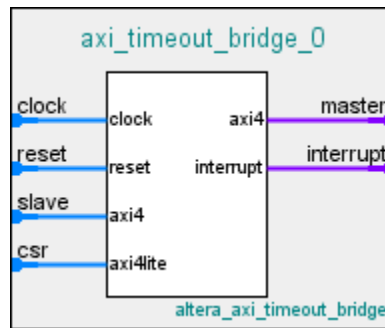 axi_timeout_bridge_0
clock clock axi4 master
reset reset interrupt interrupt
slave axi4
csr axi4lite
altera_axi_timeout_bridge